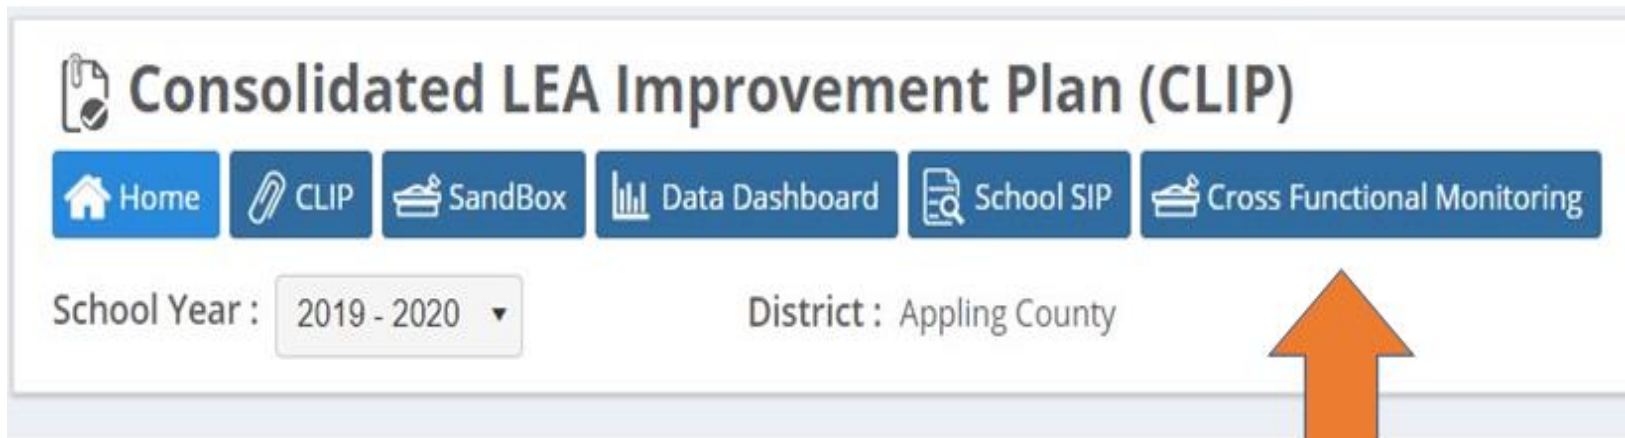 Consolidated LEA Improvement Plan (CLIP)
Home CLIP SandBox Data Dashboard School SIP Cross Functional Monitoring
School Year : 2019 - 2020 District : Appling County